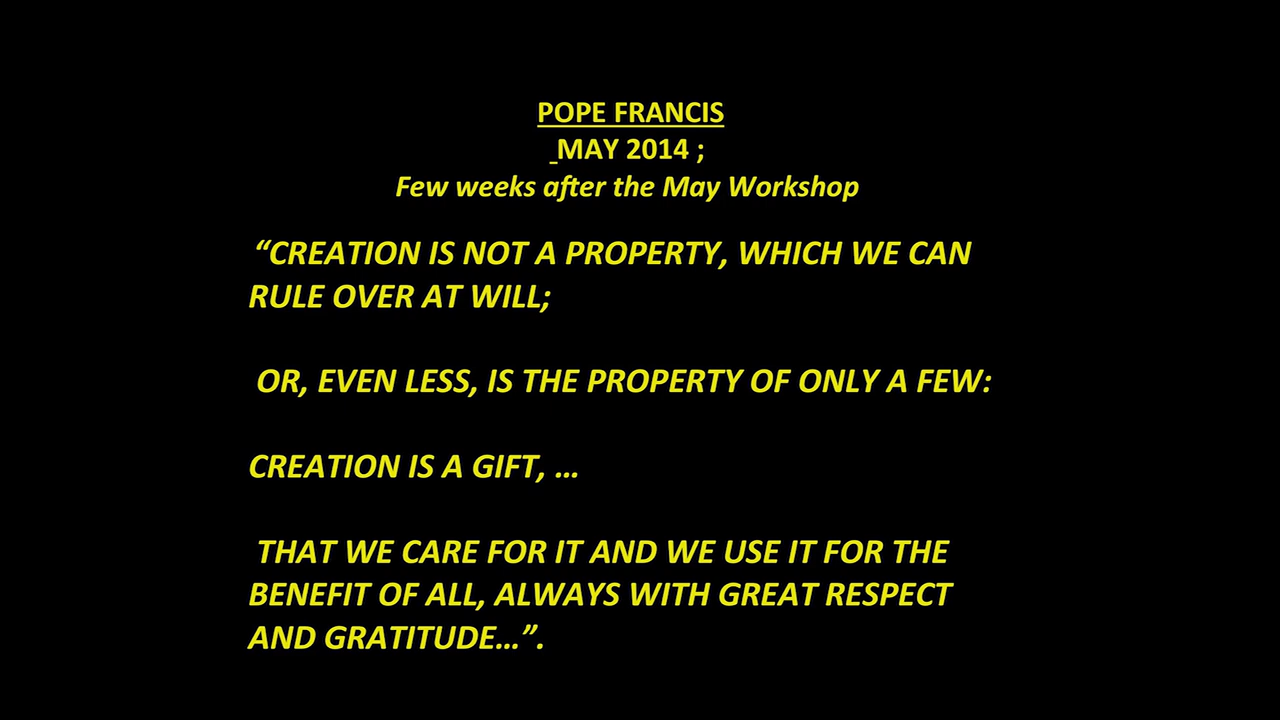 POPE FRANCIS
MAY 2014 ;
Few weeks after the May Workshop
“CREATION IS NOT A PROPERTY, WHICH WE CAN
RULE OVER AT WILL;
OR, EVEN LESS, IS THE PROPERTY OF ONLY A FEW:
CREATION IS A GIFT, …
THAT WE CARE FOR IT AND WE USE IT FOR THE
BENEFIT OF ALL, ALWAYS WITH GREAT RESPECT
AND GRATITUDE…”.